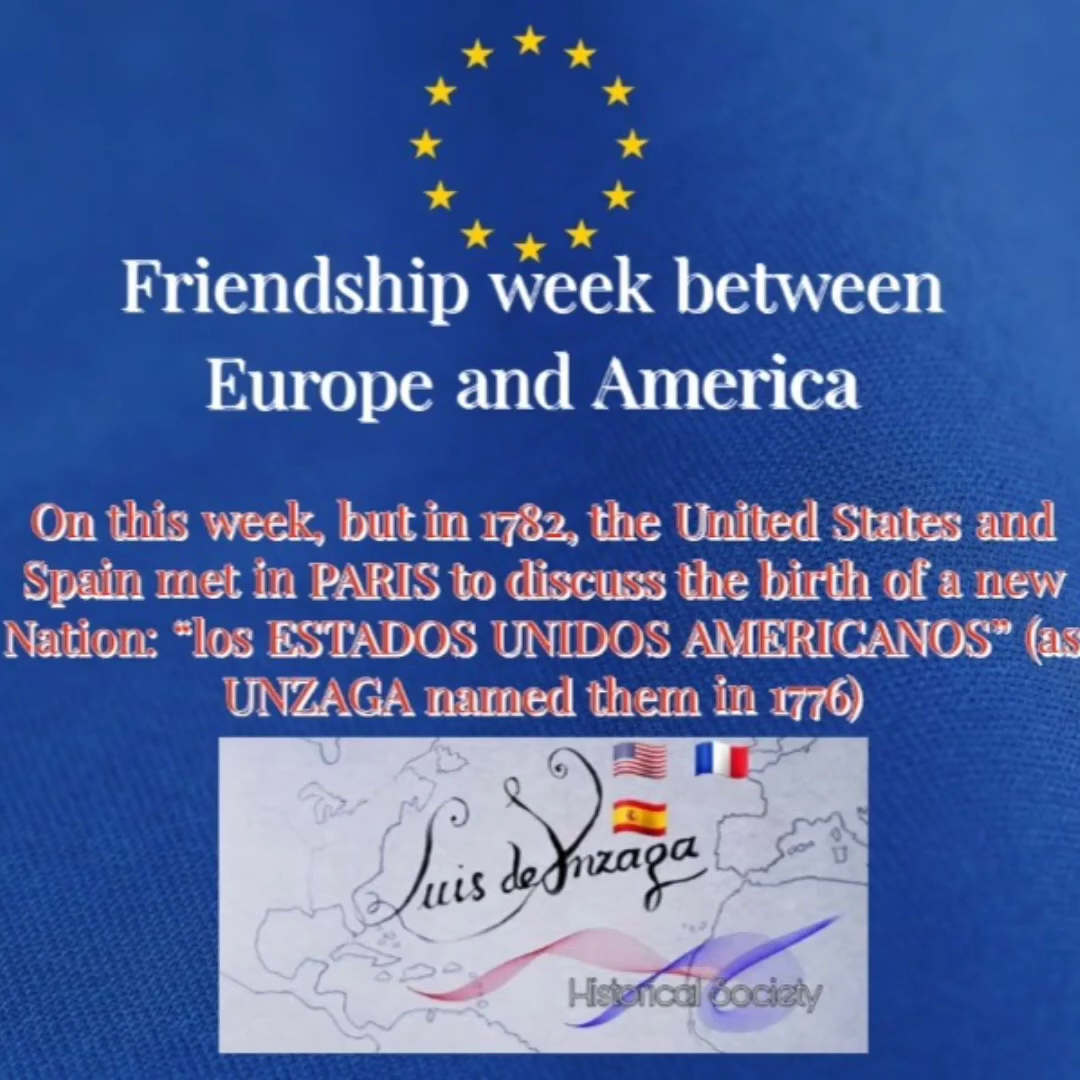 Friendship week between
Europe and America
On this week, but in 1782, the United States and
Spain met in PARIS to discuss the birth of a new
Nation: “los ESTADOS UNIDOS AMERICANOS” (as
UNZAGA named them in 1776)
Luis de Unzaga
Historical Society